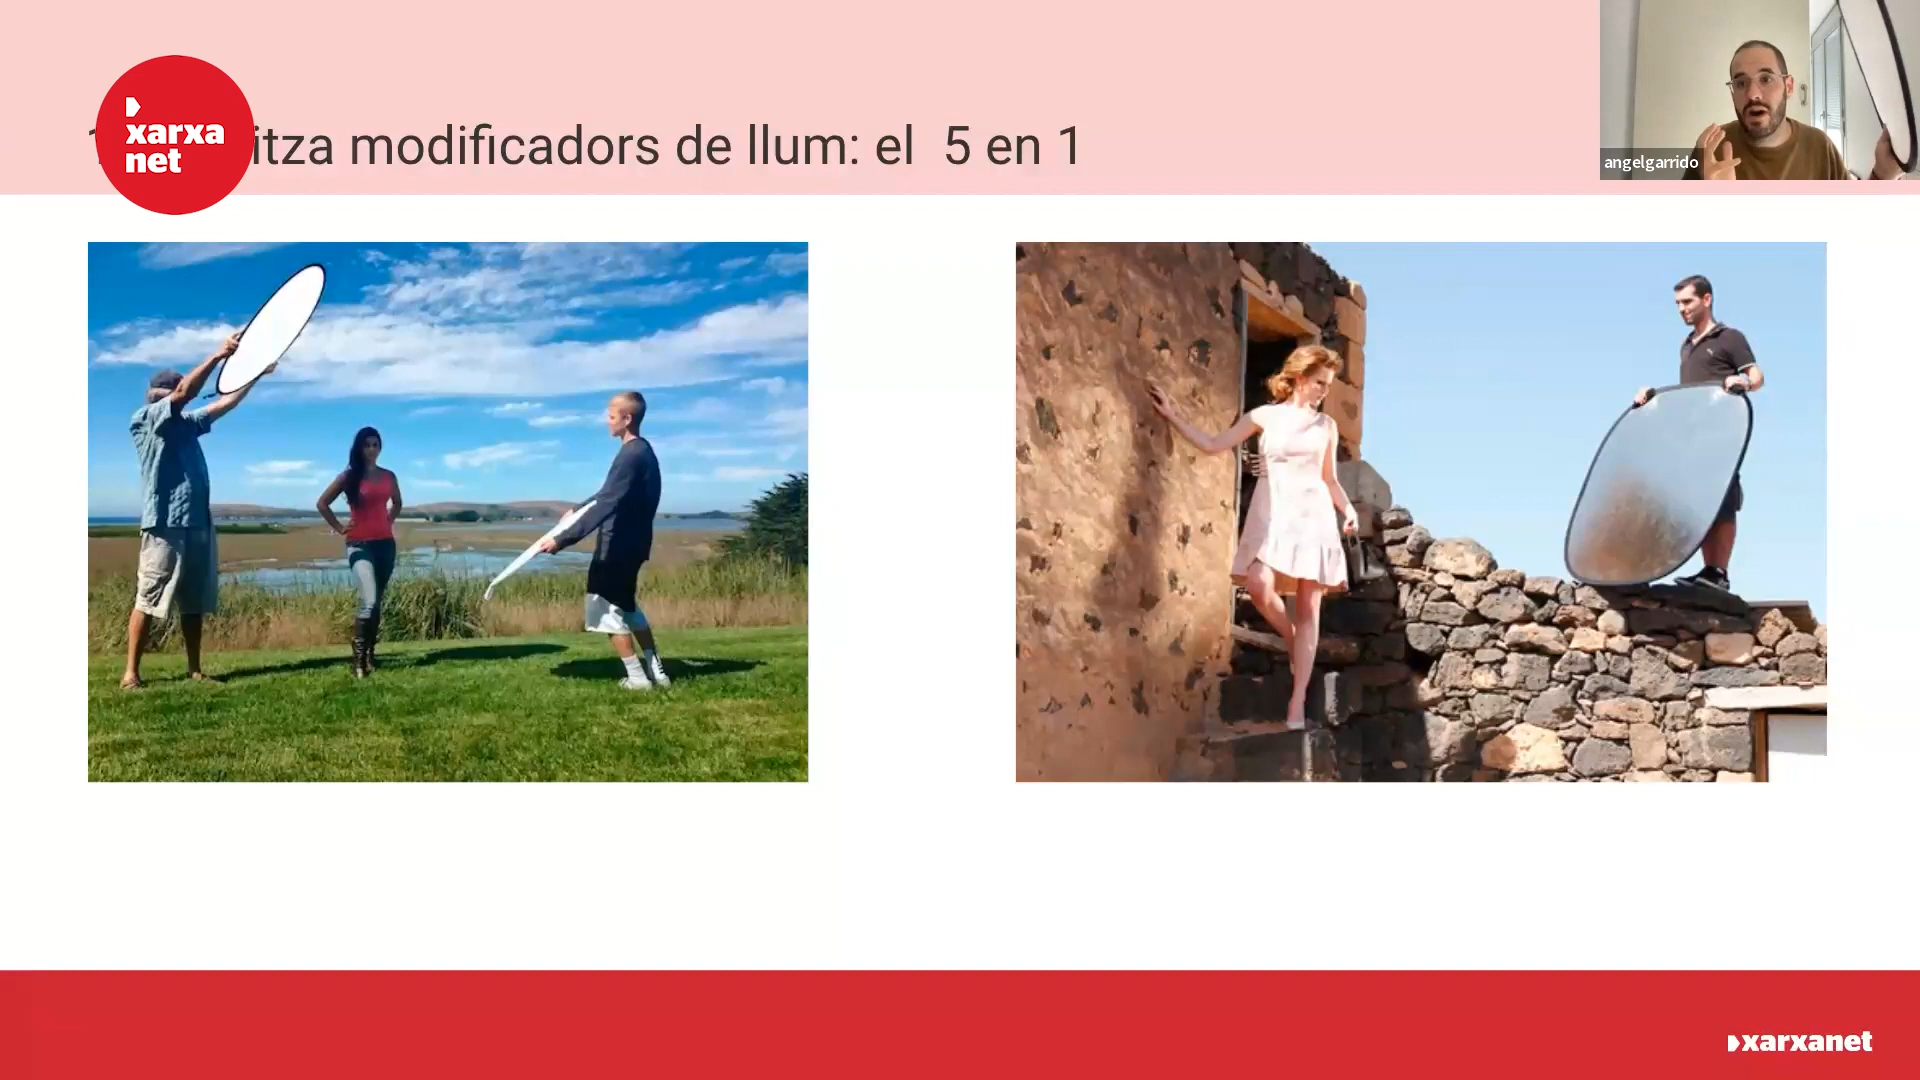 xarxa
net
itza modificadors de llum: el 5 en 1
angelgarrido
xarxanet